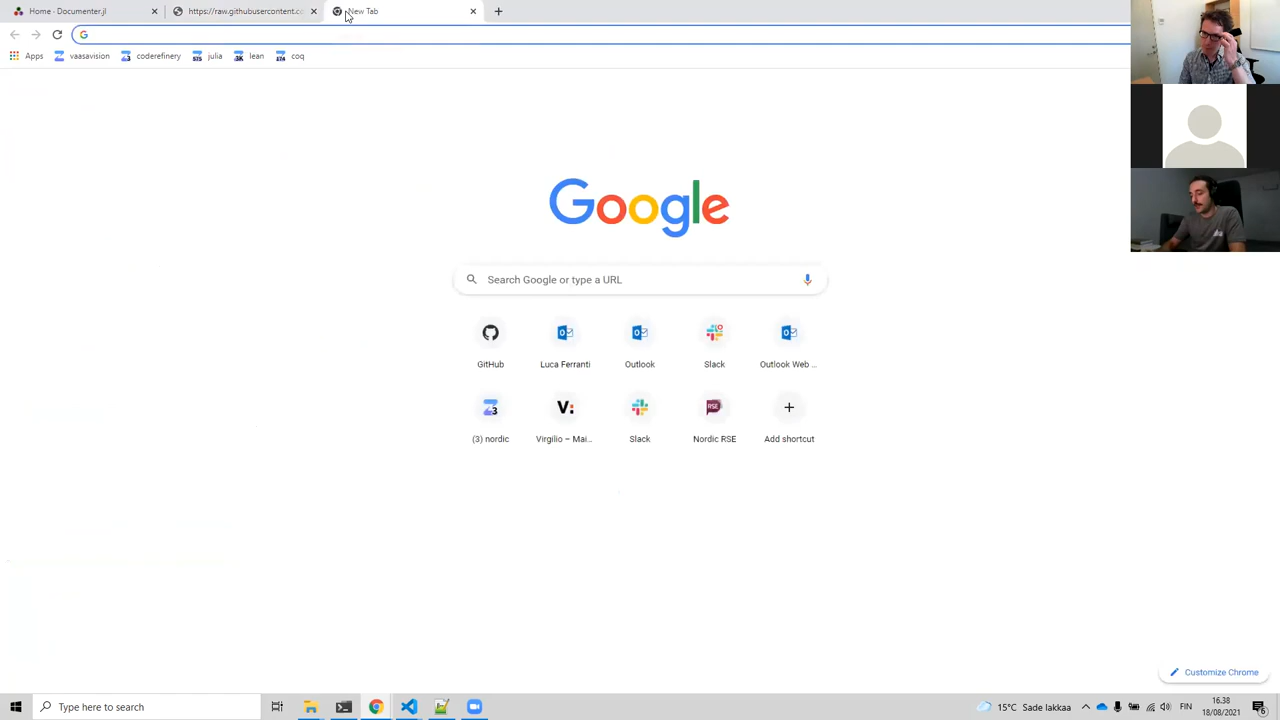 Home · Documenter.jl
https://raw.githubusercontent.co
New Tab
Apps
vaasavision
coderefinery
julia
lean
coq
Google
Search Google or type a URL
GitHub
Luca Ferranti
Outlook
Slack
Outlook Web ...
(3) nordic
Virgilio – Mai...
Slack
Nordic RSE
Add shortcut
Customize Chrome
Type here to search
15°C Sade lakkaa
FIN
16.38
18/08/2021